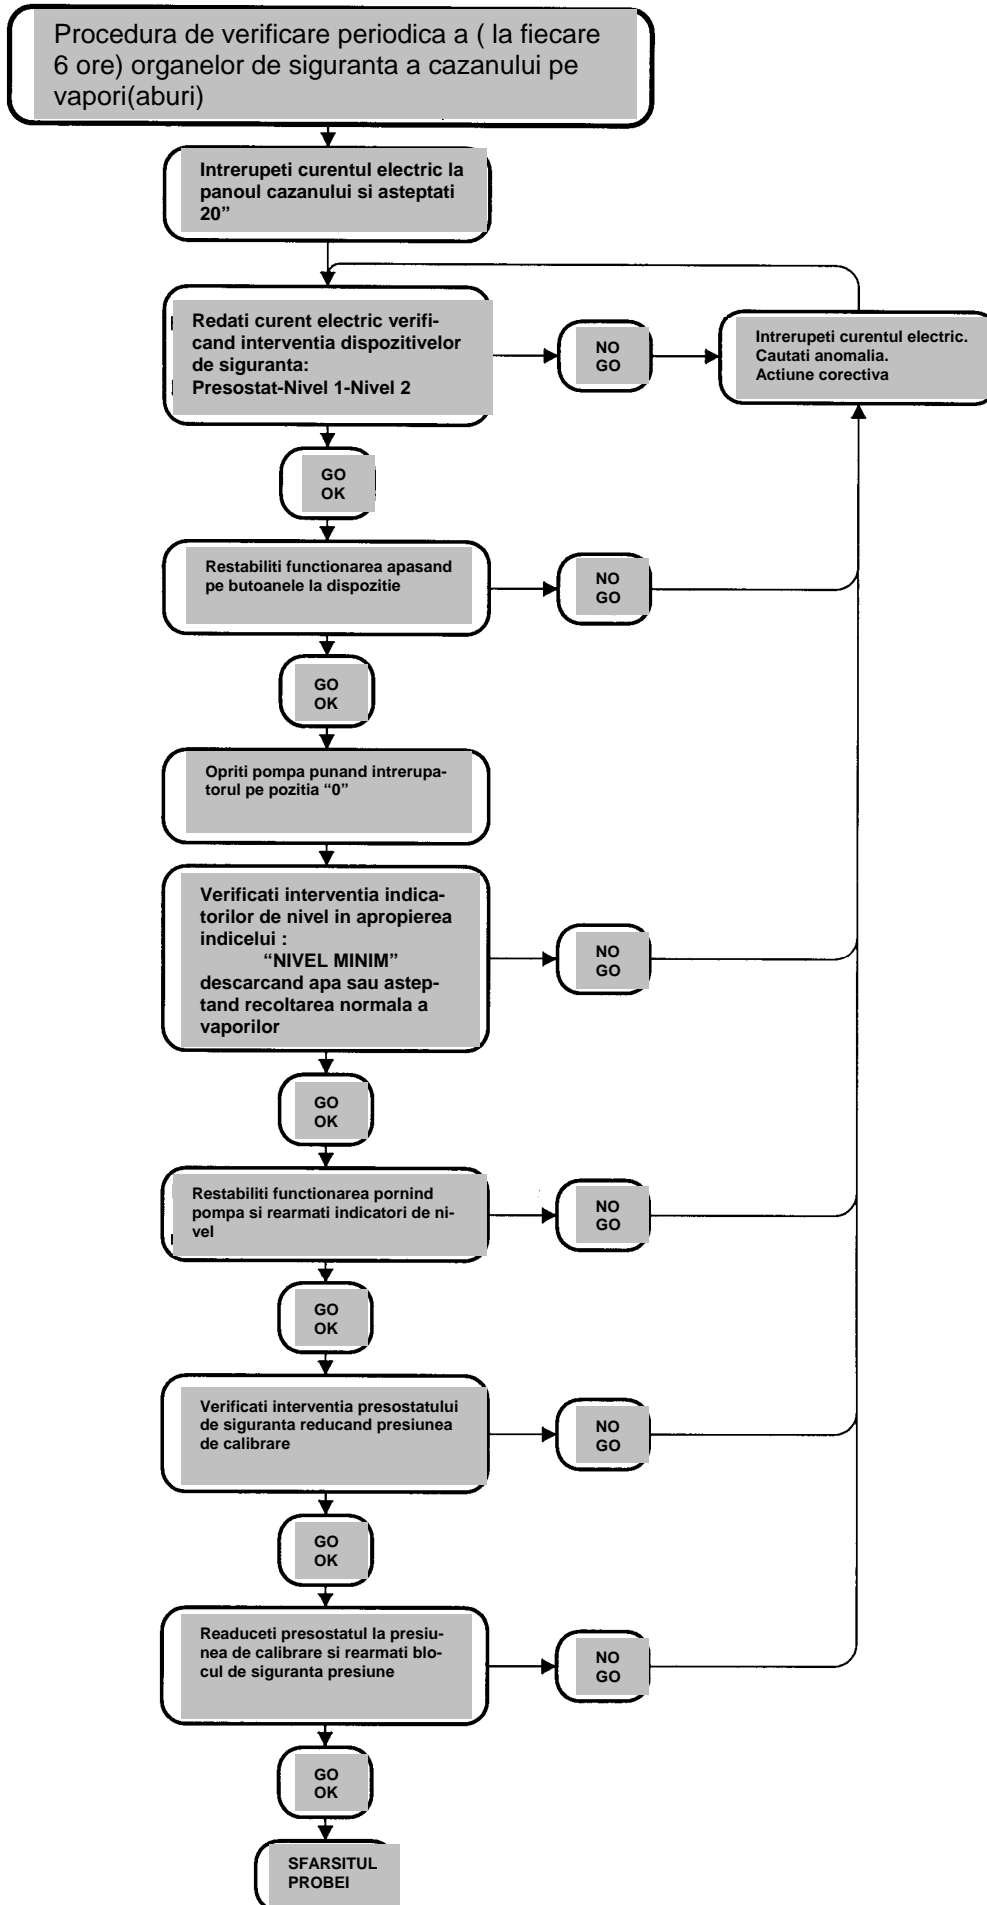 Procedura de verificare periodica a ( la fiecare
6 ore) organelor de siguranta a cazanului pe
vapori(aburi)
Intrerupeti curentul electric la
panoul cazanului si asteptati
20”
Redati curent electric verifi-
cand interventia dispozitivelor
de siguranta:
Presostat-Nivel 1-Nivel 2
NO
GO
Intrerupeti curentul electric.
Cautati anomalia.
Actiune corectiva
GO
OK
Restabiliti functionarea apasand
pe butoanele la dispozitie
NO
GO
GO
OK
Opriti pompa punand intrerupa-
torul pe pozitia “0”
Verificati interventia indica-
torilor de nivel in apropierea
indicelui :
“NIVEL MINIM”
descarcand apa sau astep-
tand recoltarea normala a
vaporilor
NO
GO
GO
OK
Restabiliti functionarea pornind
pompa si rearmati indicatori de ni-
vel
NO
GO
GO
OK
Verificati interventia presostatului
de siguranta reducand presiunea
de calibrare
NO
GO
GO
OK
Readuceti presostatul la presiu-
nea de calibrare si rearmati blo-
cul de siguranta presiune
NO
GO
GO
OK
SFARSITUL
PROBEI